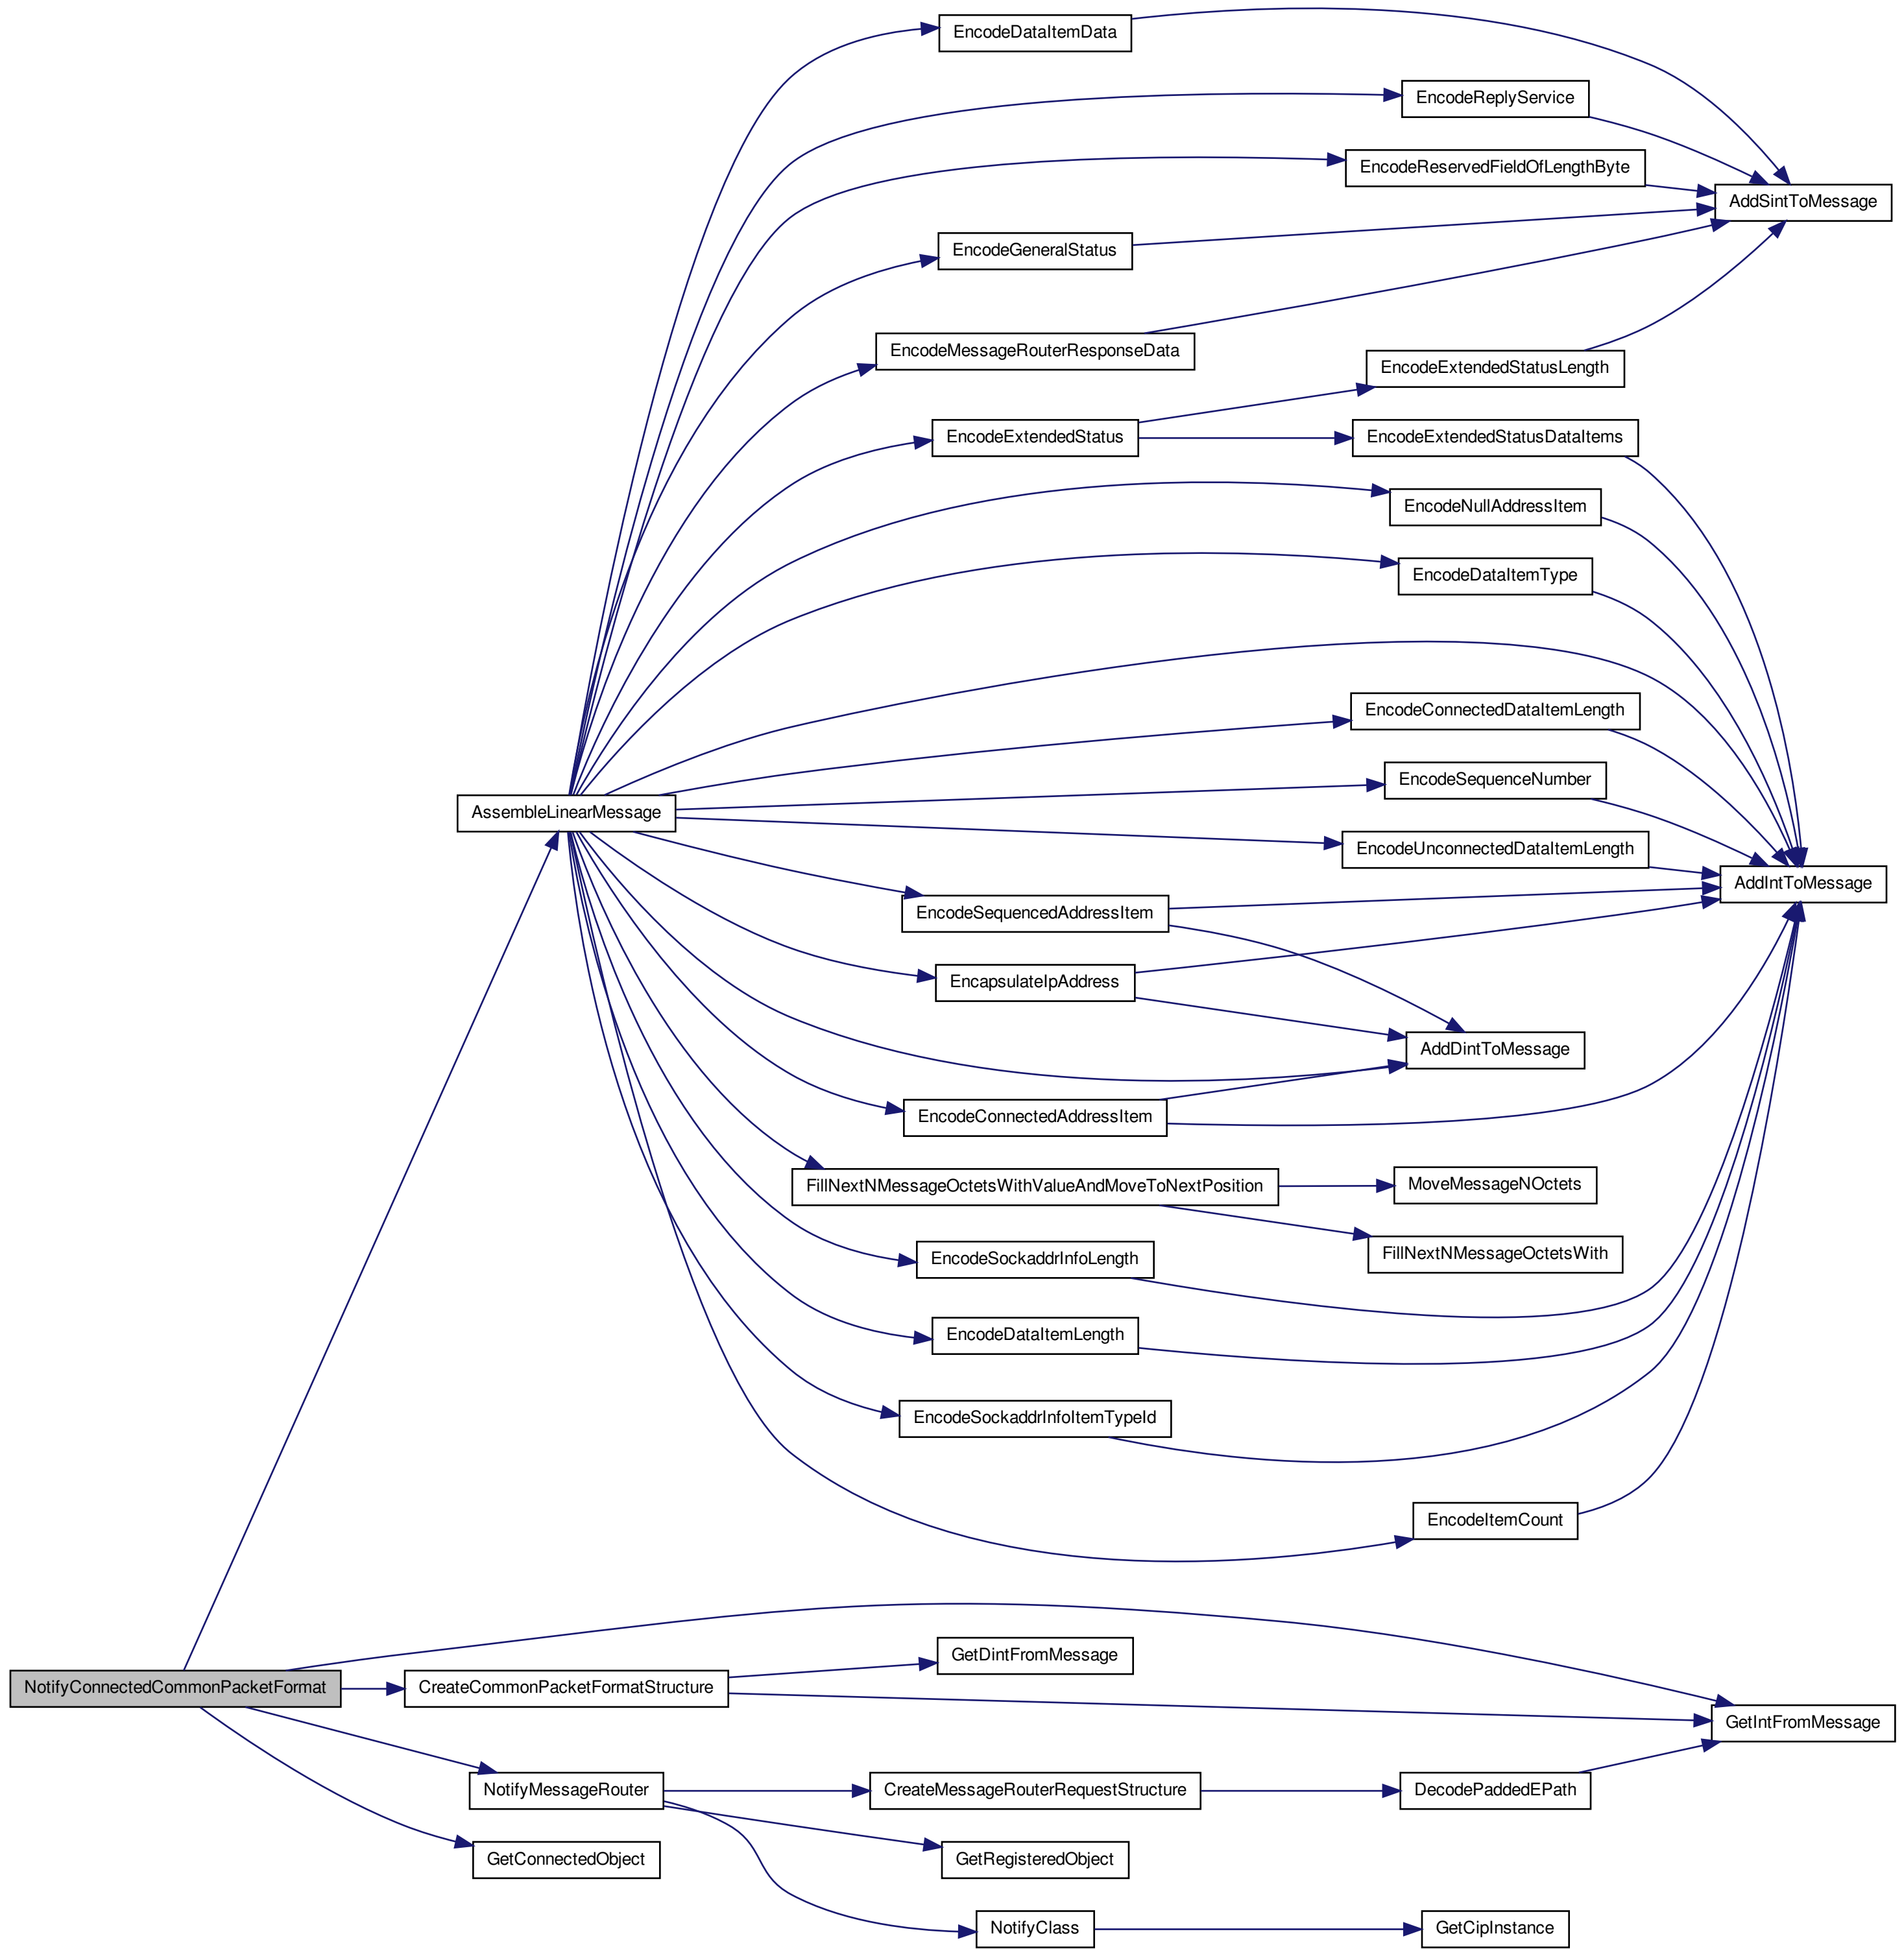 EncodeDataItemData
EncodeReplyService
EncodeReservedFieldOfLengthByte
AddSintToMessage
EncodeGeneralStatus
EncodeMessageRouterResponseData
EncodeExtendedStatusLength
EncodeExtendedStatus
EncodeExtendedStatusDataItems
EncodeNullAddressItem
EncodeDataItemType
EncodeConnectedDataItemLength
EncodeSequenceNumber
AssembleLinearMessage
EncodeUnconnectedDataItemLength
AddIntToMessage
EncodeSequencedAddressItem
EncapsulateIpAddress
AddDintToMessage
EncodeConnectedAddressItem
FillNextNMessageOctetsWithValueAndMoveToNextPosition
MoveMessageNOctets
FillNextNMessageOctetsWith
EncodeSockaddrInfoLength
EncodeDataItemLength
EncodeSockaddrInfoItemTypeId
EncodeItemCount
GetDintFromMessage
NotifyConnectedCommonPacketFormat
CreateCommonPacketFormatStructure
GetIntFromMessage
NotifyMessageRouter
CreateMessageRouterRequestStructure
DecodePaddedEPath
GetConnectedObject
GetRegisteredObject
NotifyClass
GetCipInstance